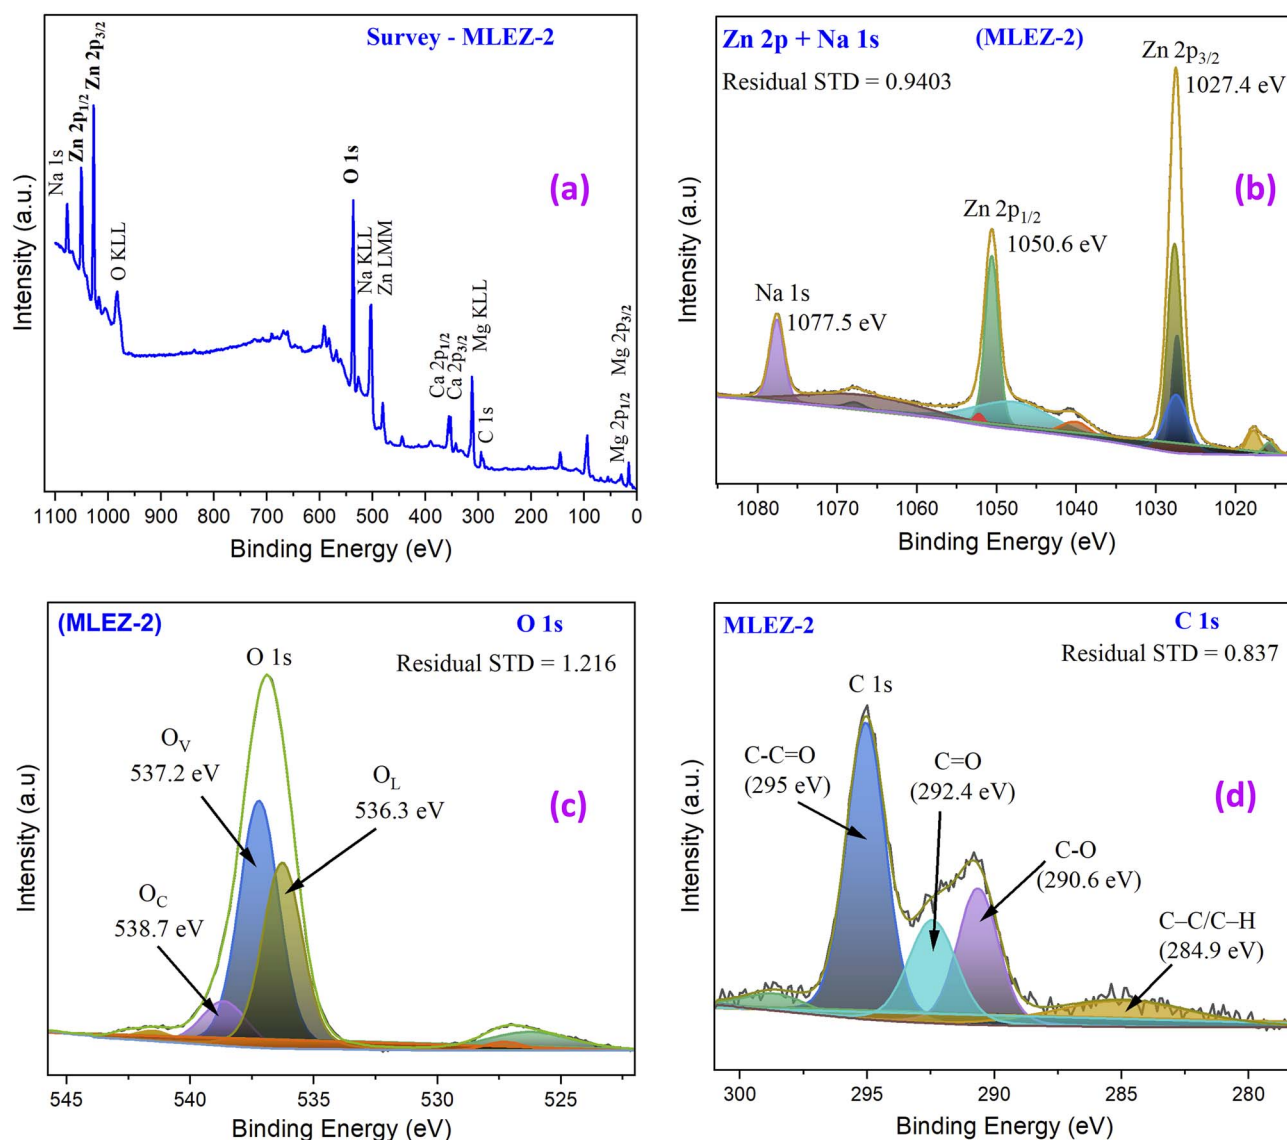 Survey - MLEZ-2
(a)
Na 1s
Zn 2p1/2
Zn 2p3/2
O KLL
O 1s
Na KLL
Zn LMM
Ca 2p1/2
Ca 2p3/2
Mg KLL
C 1s
Mg 2p1/2
Mg 2p3/2
Intensity (a.u.)
1100 1000 900 800 700 600 500 400 300 200 100 0
Binding Energy (eV)
Zn 2p + Na 1s (MLEZ-2)
Residual STD = 0.9403
Zn 2p3/2
1027.4 eV
(b)
Zn 2p1/2
1050.6 eV
Na 1s
1077.5 eV
Intensity (a.u.)
1080 1070 1060 1050 1040 1030 1020
Binding Energy (eV)
(MLEZ-2) O 1s
Residual STD = 1.216
O 1s
OV
537.2 eV
OL
536.3 eV
(c)
OC
538.7 eV
Intensity (a.u)
545 540 535 530 525
Binding Energy (eV)
MLEZ-2 C 1s
Residual STD = 0.837
C 1s
C-C=O
(295 eV)
C=O
(292.4 eV)
(d)
C-O
(290.6 eV)
C–C/C–H
(284.9 eV)
Intensity (a.u.)
300 295 290 285 280
Binding Energy (eV)